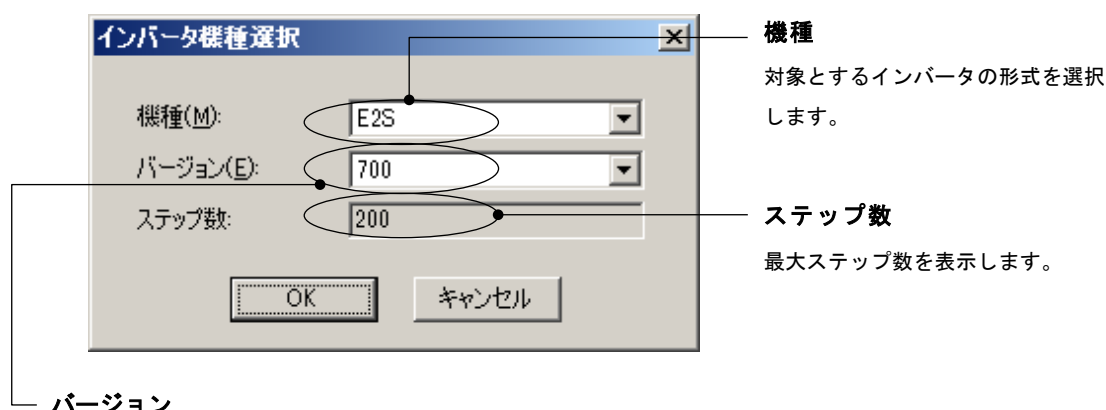 インバータ機種選択
機種
対象とするインバータの形式を選択
します。
機種(M):
E2S
バージョン(E):
700
ステップ数:
200
ステップ数
最大ステップ数を表示します。
OK
キャンセル
バージョン